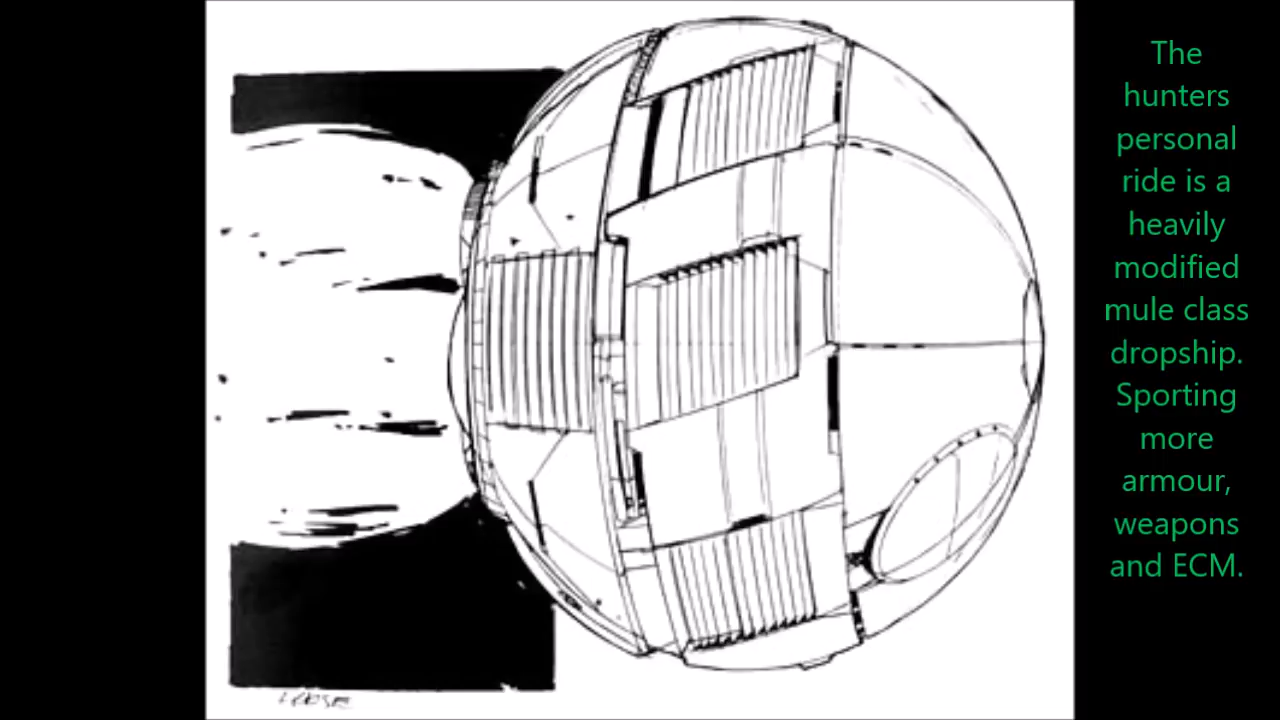 The
hunters
personal
ride is a
heavily
modified
mule class
dropship.
Sporting
more
armour,
weapons
and ECM.